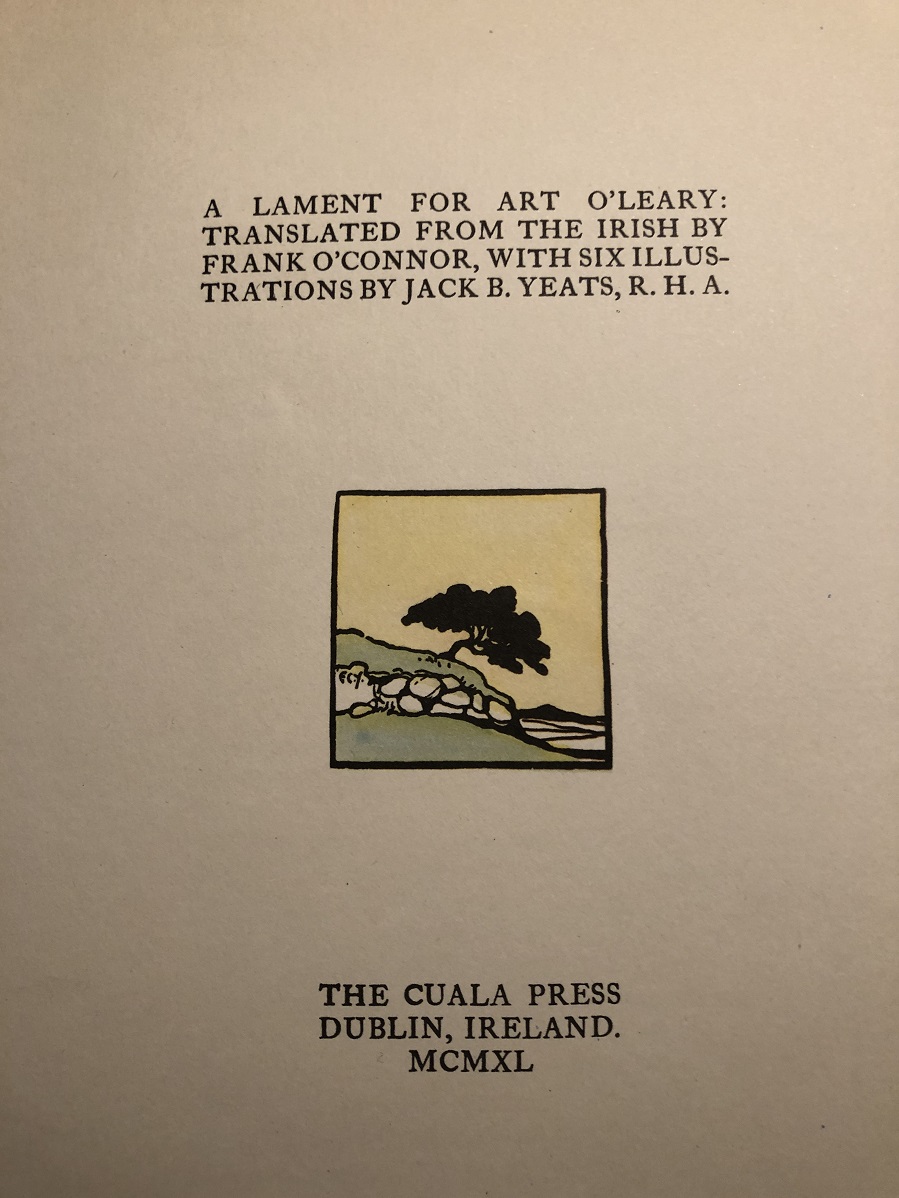 A LAMENT FOR ART O'LEARY:
TRANSLATED FROM THE IRISH BY
FRANK O'CONNOR, WITH SIX ILLUS-
TRATIONS BY JACK B. YEATS, R. H. A.
E.C.Y.
THE CUALA PRESS
DUBLIN, IRELAND.
MCMXL